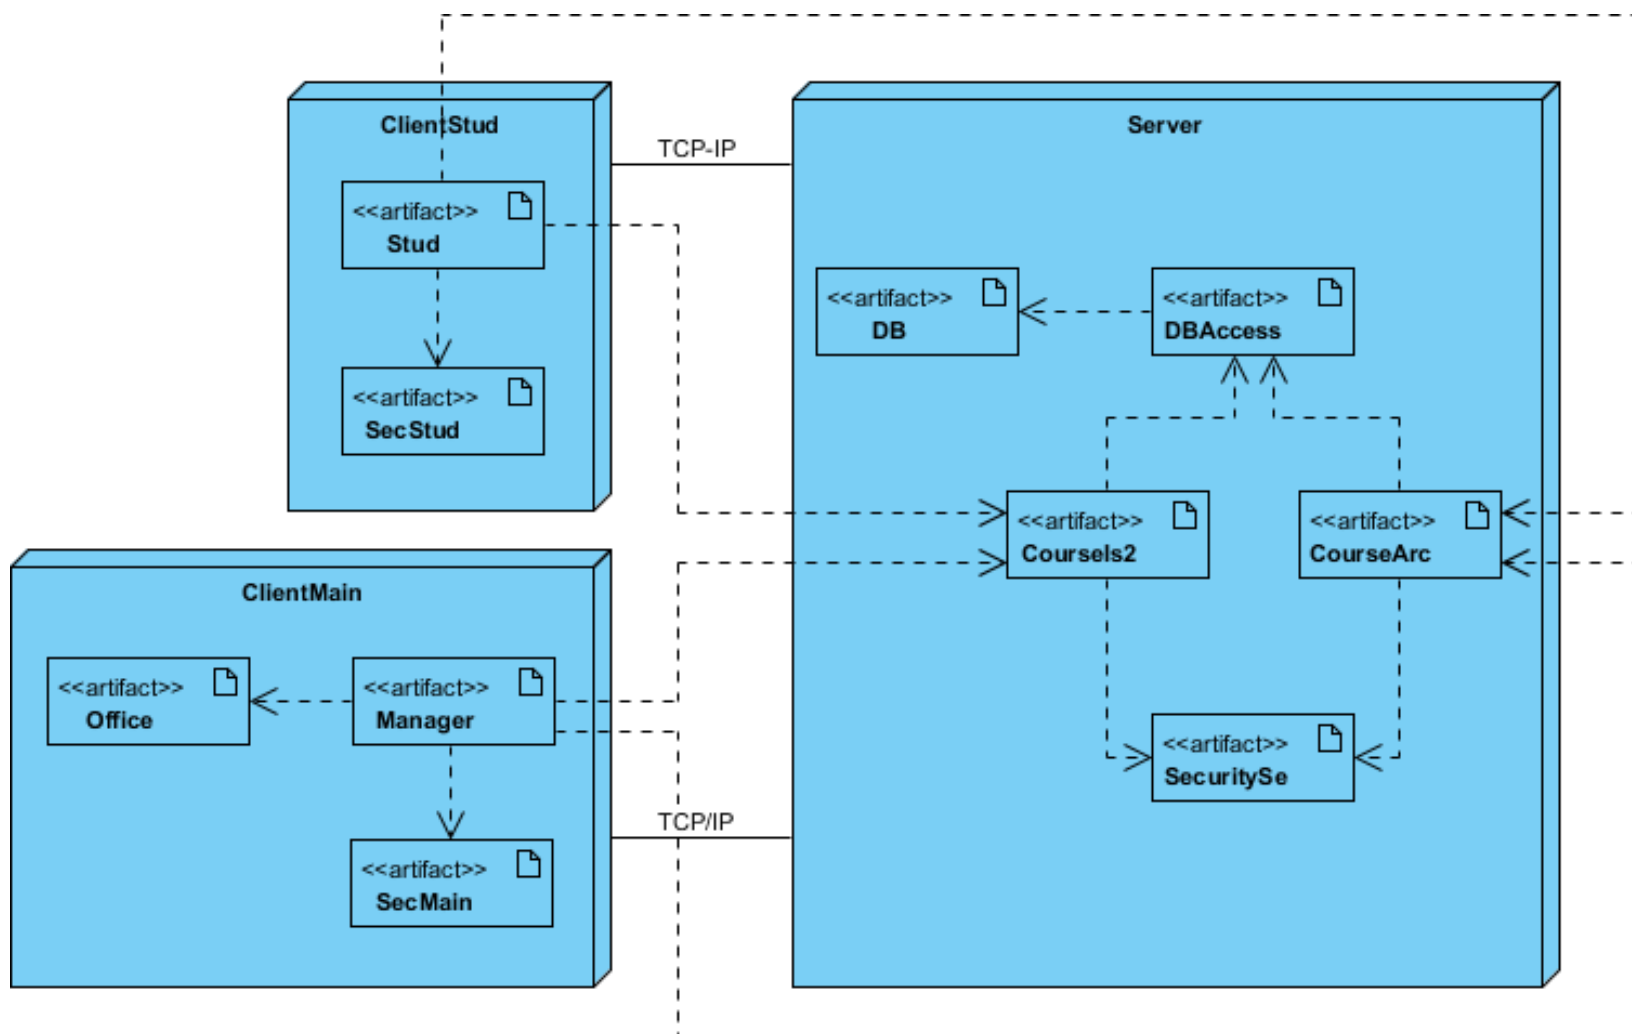 ClientStud
TCP-IP
Server
<<artifact>>
Stud
<<artifact>>
DB
<<artifact>>
DBAccess
<<artifact>>
SecStud
<<artifact>>
CourseIs2
<<artifact>>
CourseArc
ClientMain
<<artifact>>
Office
<<artifact>>
Manager
<<artifact>>
SecuritySe
TCP/IP
<<artifact>>
SecMain